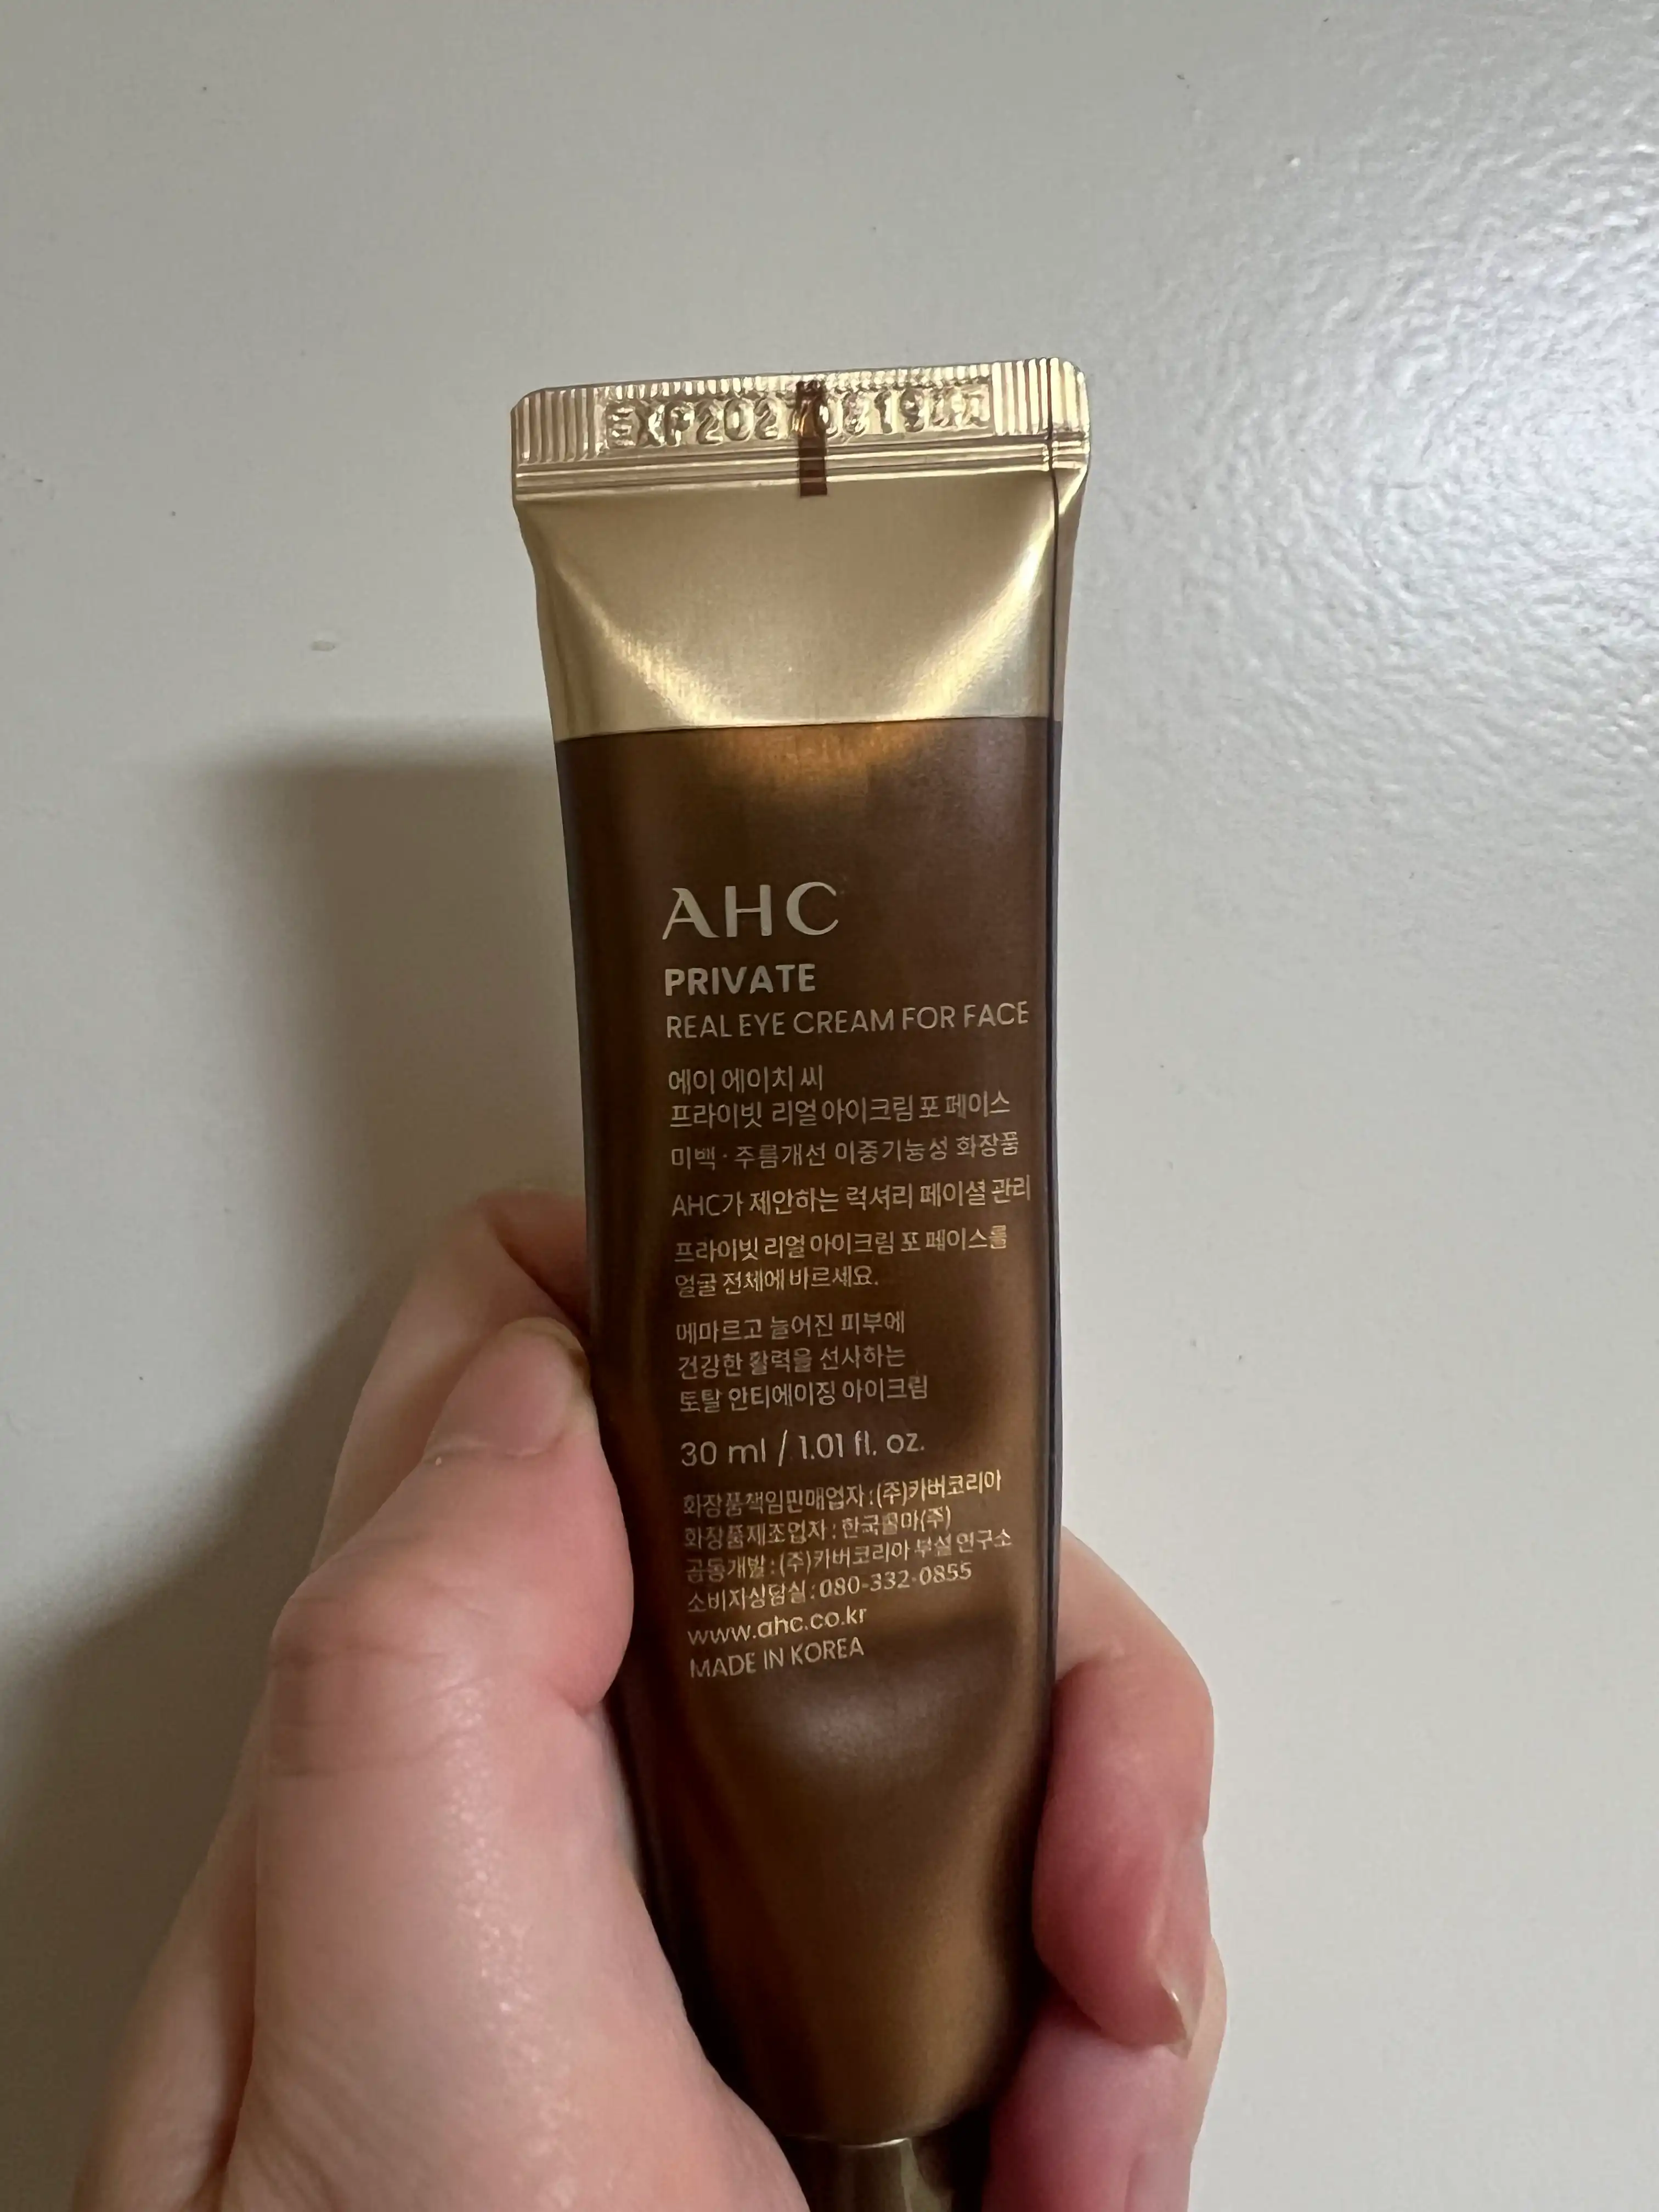 AHC
PRIVATE
REAL EYE CREAM FOR FACE
에이 에이치 씨
프라이빗 리얼 아이크림 포 페이스
미백 · 주름개선 이중기능성 화장품
AHC가 제안하는 럭셔리 페이셜 관리
프라이빗 리얼 아이크림 포 페이스를
얼굴 전체에 바르세요.
메마르고 늘어진 피부에
건강한 활력을 선사하는
토탈 안티에이징 아이크림
30 ml / 1.01 fl. oz.
화장품책임판매업자 : (주)카버코리아
화장품제조업자 : 한국콜마(주)
공동개발 : (주)카버코리아 부설 연구소
소비자상담실 : 080-332-0855
www.ahc.co.kr
MADE IN KOREA